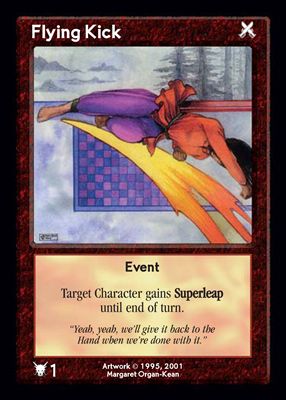 Flying Kick
Event
Target Character gains Superleap
until end of turn.
"Yeah, yeah, we'll give it back to the
Hand when we're done with it."
1
Artwork © 1995, 2001
Margaret Organ-Kean